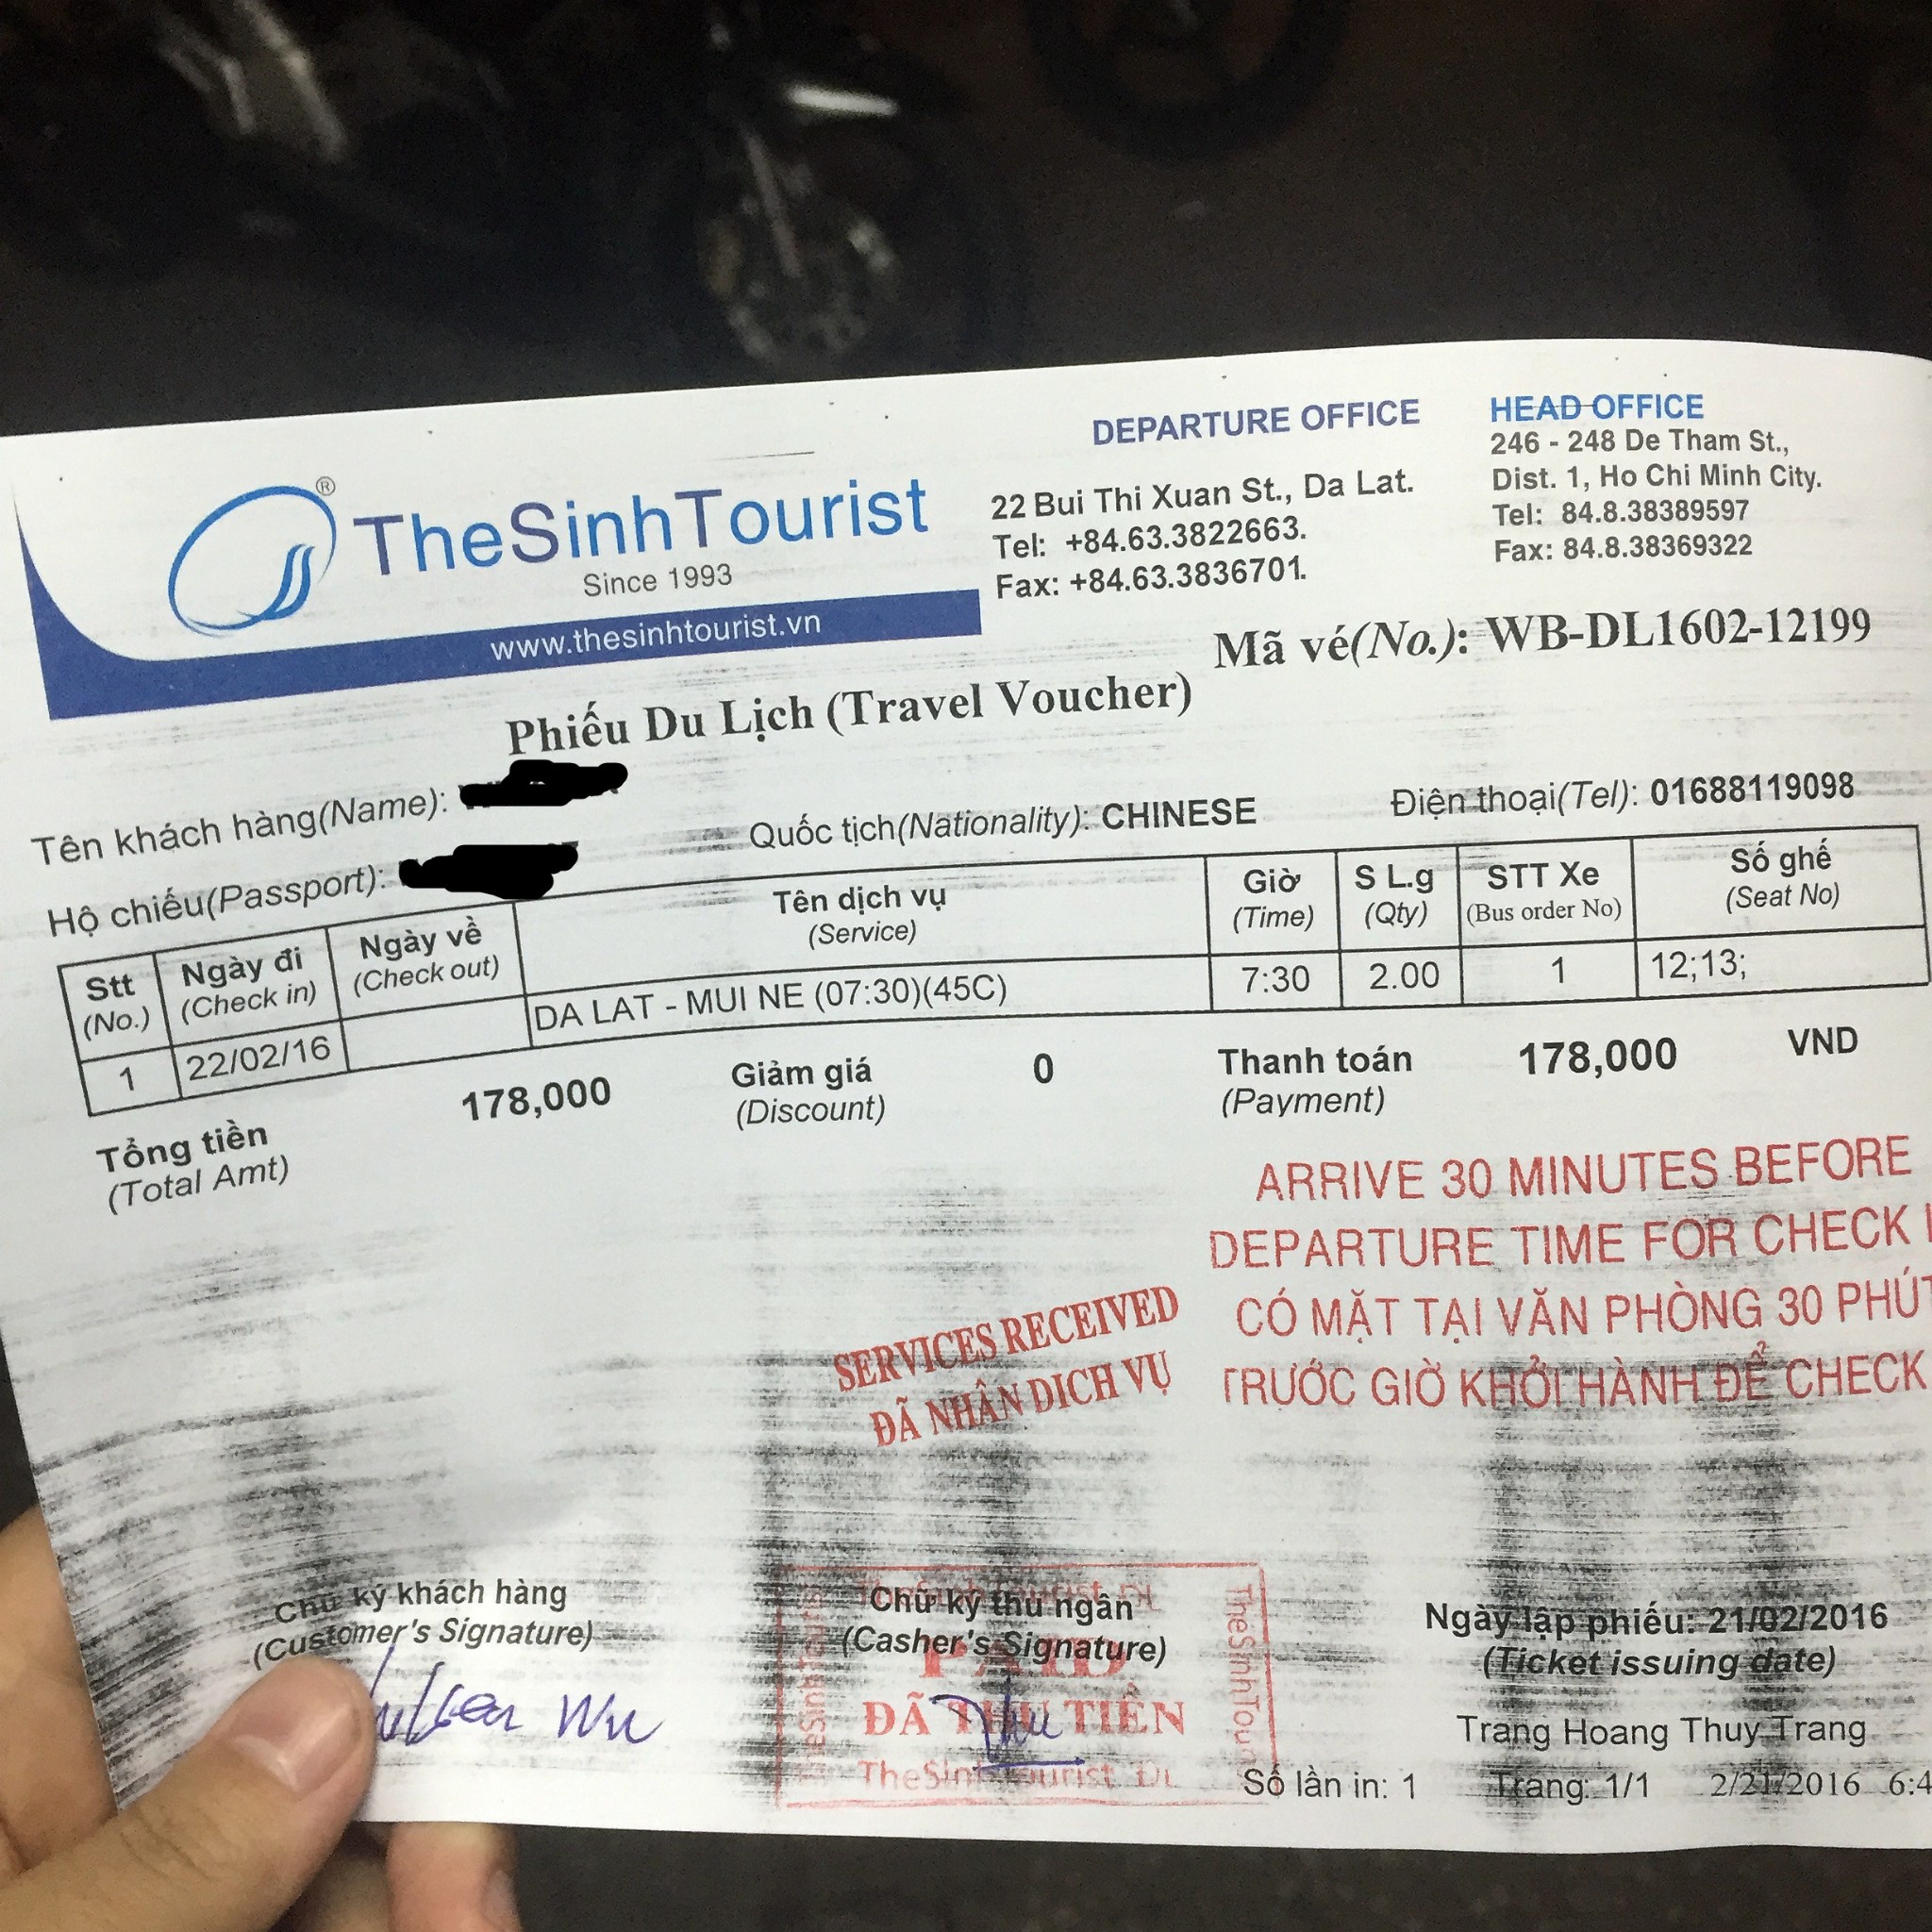 TheSinhTourist®
Since 1993
www.thesinhtourist.vn
DEPARTURE OFFICE
22 Bui Thi Xuan St., Da Lat.
Tel: +84.63.3822663.
Fax: +84.63.3836701.
HEAD OFFICE
246 - 248 De Tham St.,
Dist. 1, Ho Chi Minh City.
Tel: 84.8.38389597
Fax: 84.8.38369322
Mã vé(No.): WB-DL1602-12199
Phiếu Du Lịch (Travel Voucher)
Tên khách hàng(Name):
Quốc tịch(Nationality): CHINESE
Điện thoại(Tel): 01688119098
Hộ chiếu(Passport):
Stt Ngày đi Ngày về Tên dịch vụ Giờ S L.g STT Xe Số ghế
(No.) (Check in) (Check out) (Service) (Time) (Qty) (Bus order No) (Seat No)
1 22/02/16 DA LAT - MUI NE (07:30)(45C) 7:30 2.00 1 12;13;
Tổng tiền 178,000 Giảm giá 0 Thanh toán 178,000 VND
(Total Amt) (Discount) (Payment)
ARRIVE 30 MINUTES BEFORE
DEPARTURE TIME FOR CHECK
CÓ MẶT TẠI VĂN PHÒNG 30 PHÚT
TRƯỚC GIỜ KHỞI HÀNH ĐỂ CHECK
SERVICES RECEIVED
ĐÃ NHẬN DỊCH VỤ
Chữ ký khách hàng
(Customer's Signature)
Wu
Chữ ký thu ngân
(Casher's Signature)
PAID
ĐÃ THU TIỀN
TheSinhTourist ĐL
Ngày lập phiếu: 21/02/2016
(Ticket issuing date)
Trang Hoang Thuy Trang
Số lần in: 1 Trang: 1/1 2/21/2016 6:4